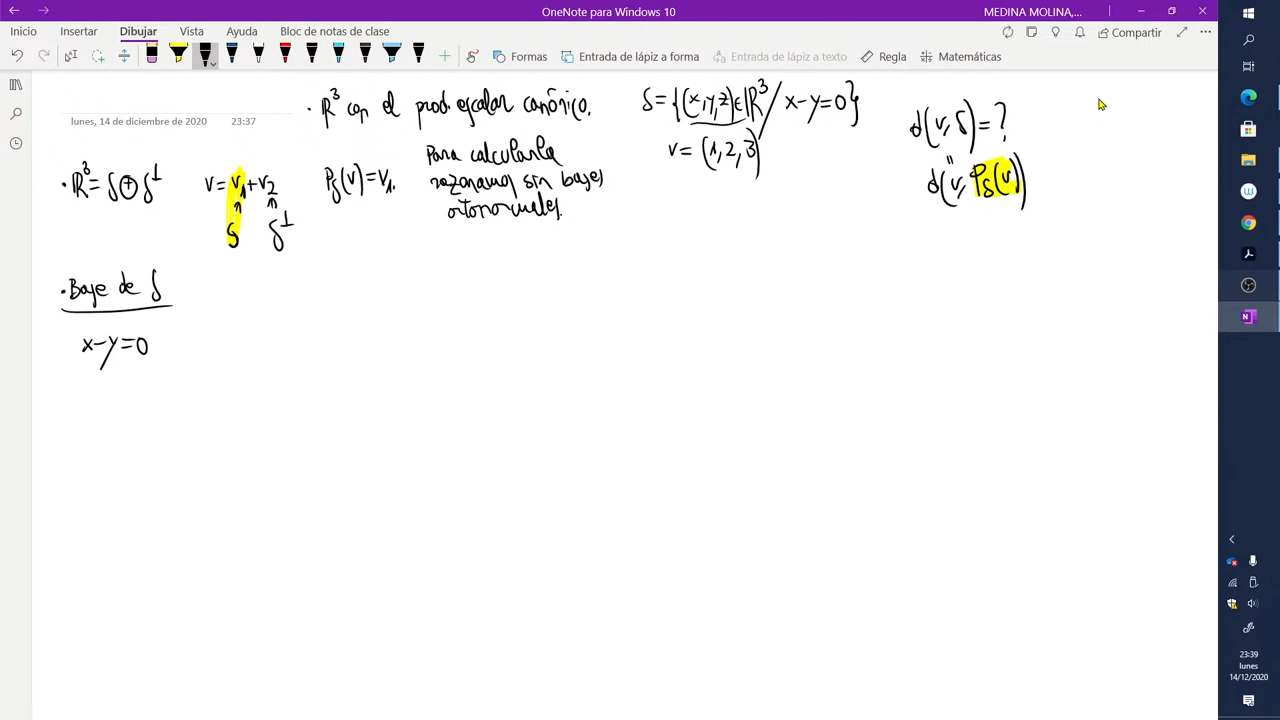 OneNote para Windows 10
MEDINA MOLINA,...
Inicio Insertar Dibujar Vista Ayuda Bloc de notas de clase
Compartir
Formas Entrada de lápiz a forma Entrada de lápiz a texto Regla Matemáticas
lunes, 14 de diciembre de 2020 23:37
· ℝ³ con el prod. escalar canónico.
S = {(x,y,z) ∈ ℝ³ / x-y=0}
v = (1, 2, 3)
d(v, S) = ?
"
d(v, P_S(v))
· ℝ³ = S ⊕ S^⊥
v = v₁ + v₂
S S^⊥
P_S(v) = v₁.
Para calcularla
razonamos sin bases
ortonormales.
· Base de S
x-y=0
23:39
lunes
14/12/2020